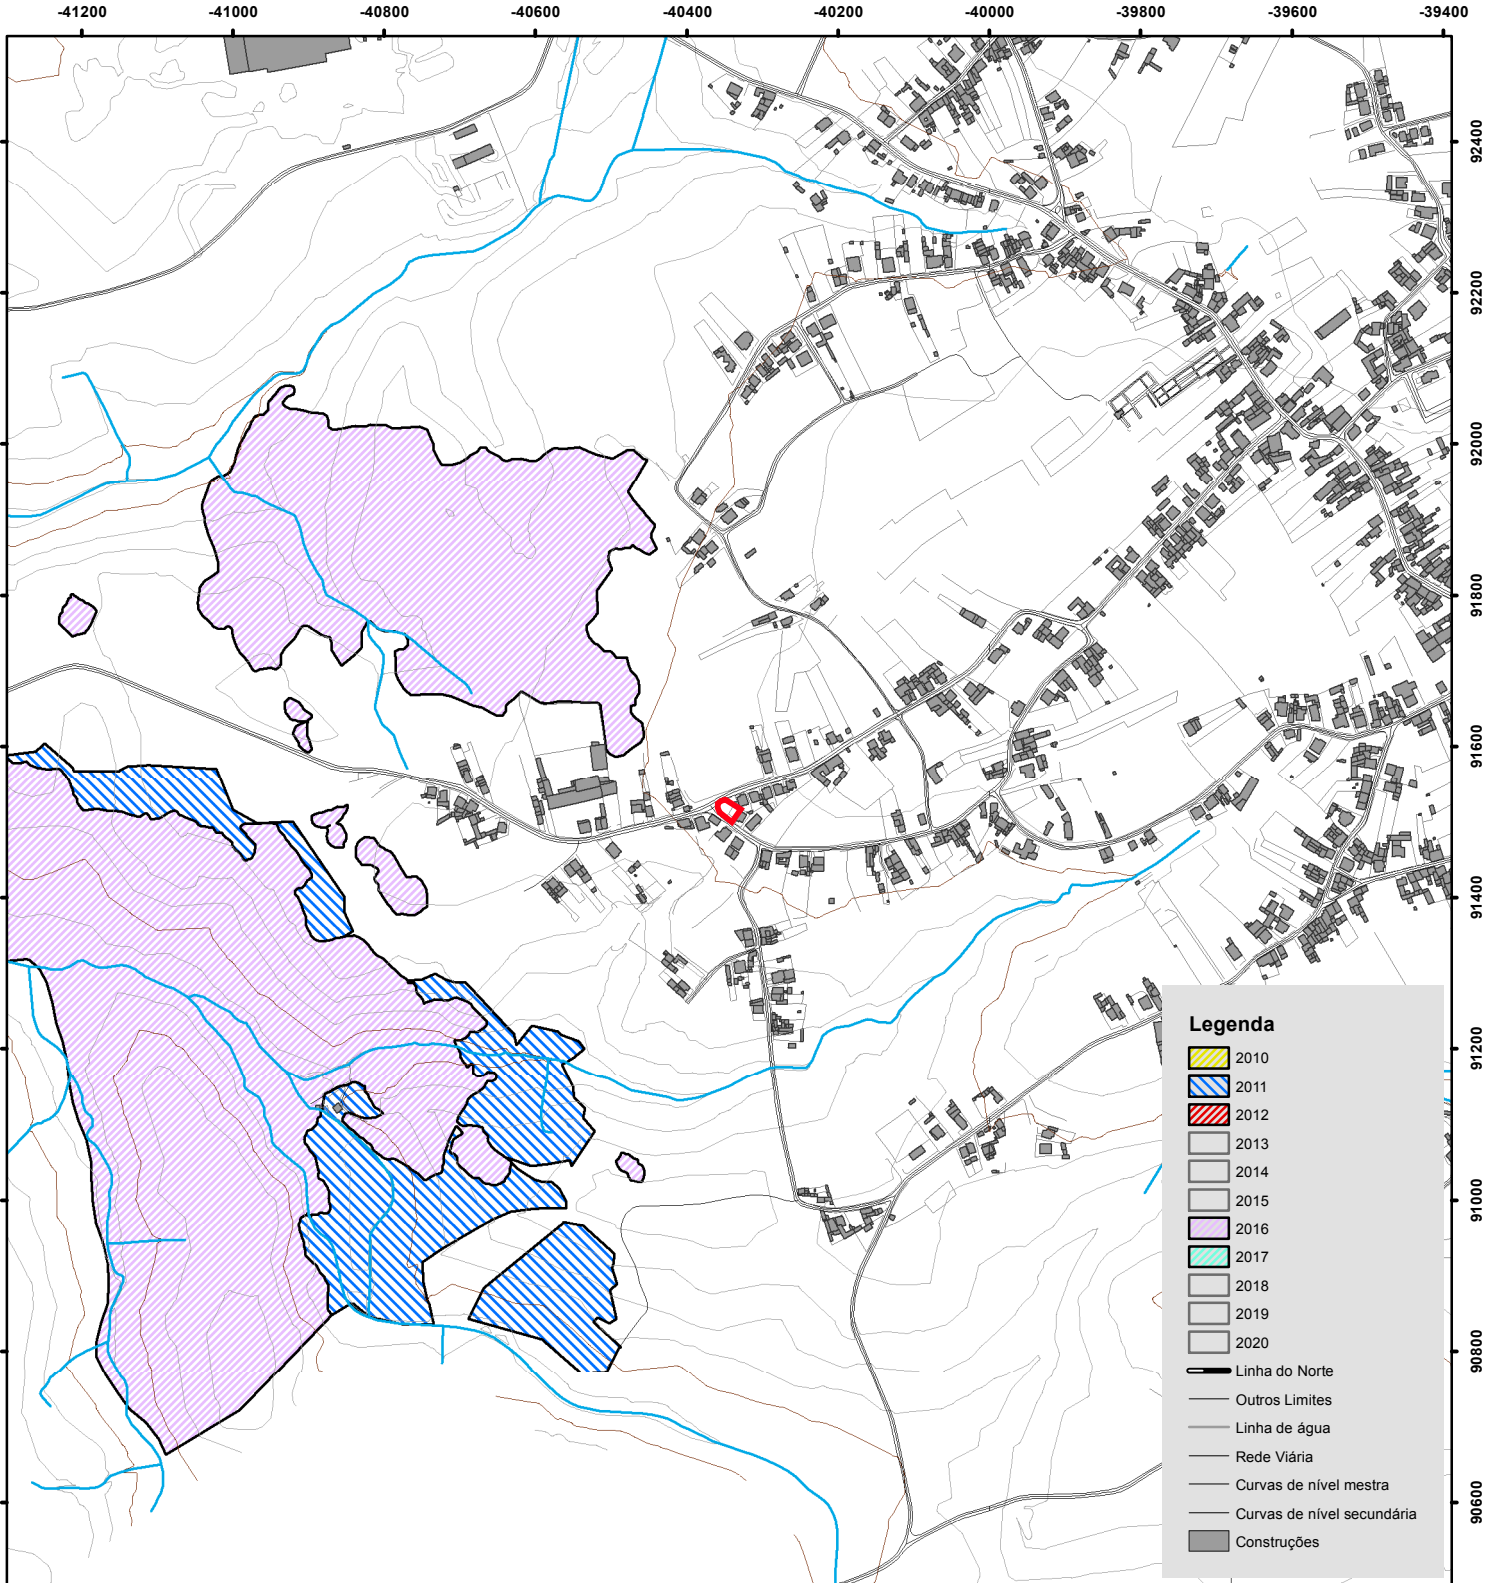 -41200 -41000 -40800 -40600 -40400 -40200 -40000 -39800 -39600 -39400
92400
92200
92000
91800
91600
91400
91200
91000
90800
90600
Legenda
2010
2011
2012
2013
2014
2015
2016
2017
2018
2019
2020
Linha do Norte
Outros Limites
Linha de água
Rede Viária
Curvas de nível mestra
Curvas de nível secundária
Construções